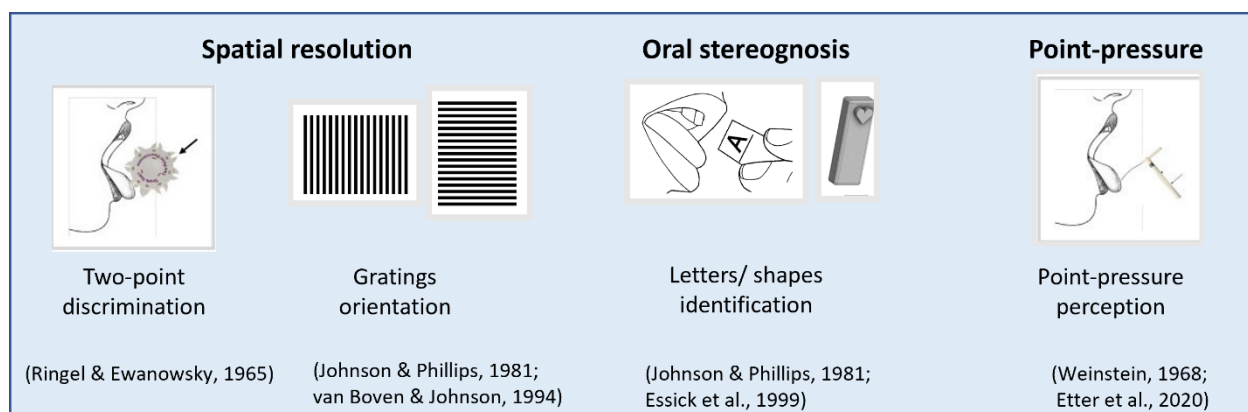 Spatial resolution
Oral stereognosis
Point-pressure
A
Two-point
discrimination
Gratings
orientation
Letters/ shapes
identification
Point-pressure
perception
(Ringel & Ewanowsky, 1965)
(Johnson & Phillips, 1981;
van Boven & Johnson, 1994)
(Johnson & Phillips, 1981;
Essick et al., 1999)
(Weinstein, 1968;
Etter et al., 2020)